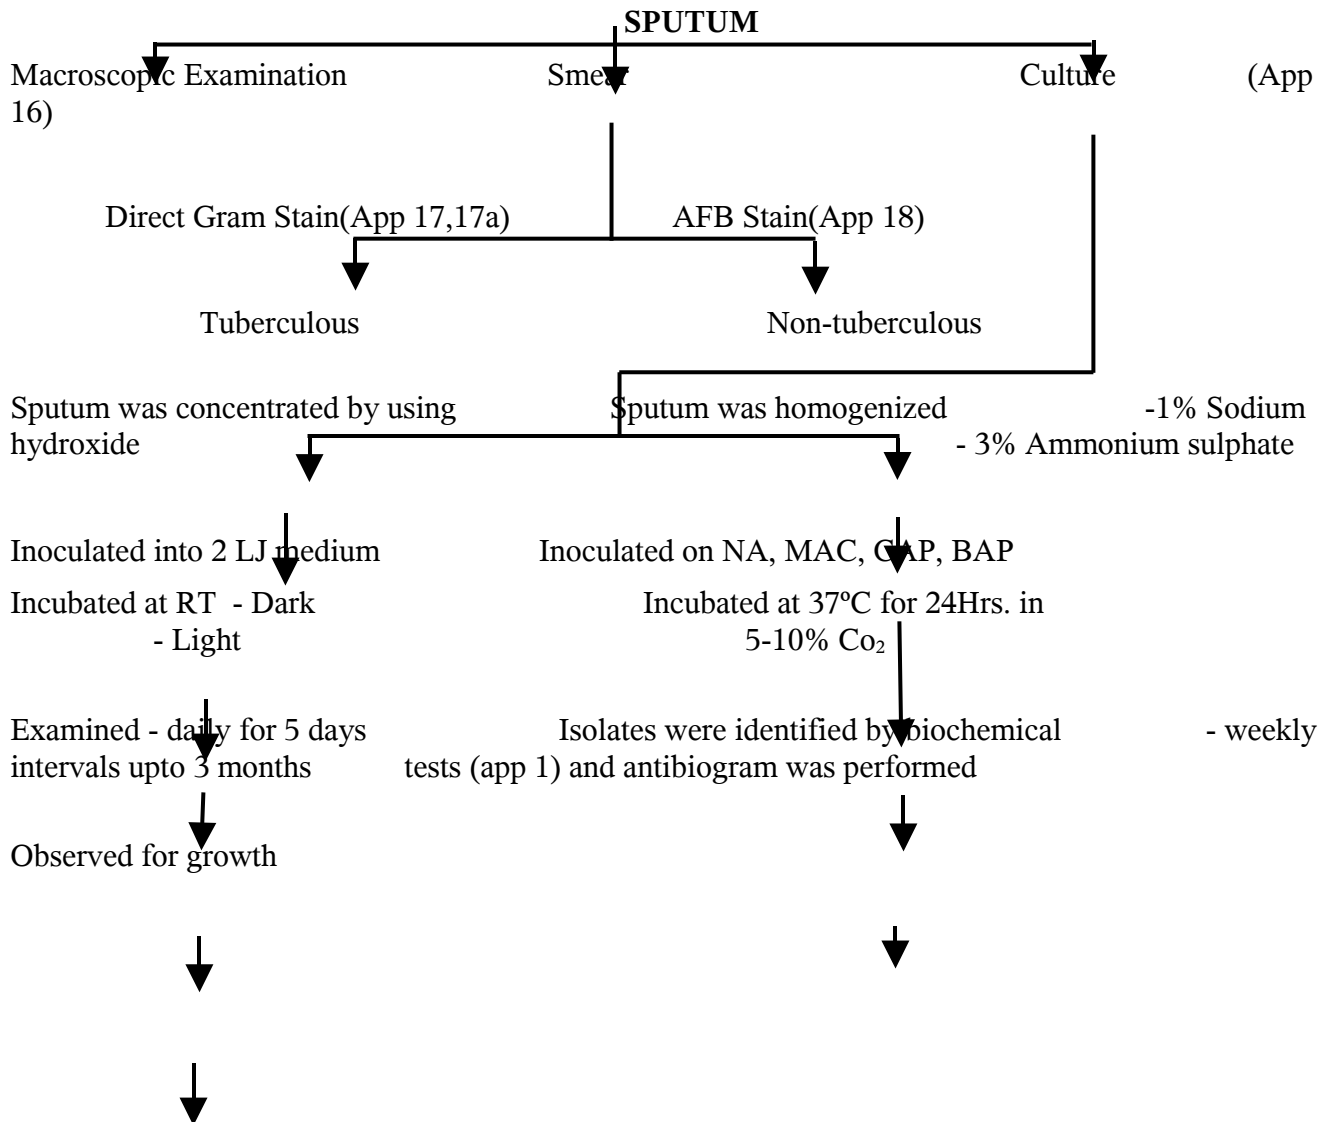 SPUTUM
Macroscopic Examination Smear Culture (App
16)
Direct Gram Stain(App 17,17a) AFB Stain(App 18)
Tuberculous Non-tuberculous
Sputum was concentrated by using Sputum was homogenized -1% Sodium
hydroxide - 3% Ammonium sulphate
Inoculated into 2 LJ medium Inoculated on NA, MAC, CAP, BAP
Incubated at RT - Dark Incubated at 37ºC for 24Hrs. in
- Light 5-10% Co₂
Examined - daily for 5 days Isolates were identified by biochemical - weekly
intervals upto 3 months tests (app 1) and antibiogram was performed
Observed for growth